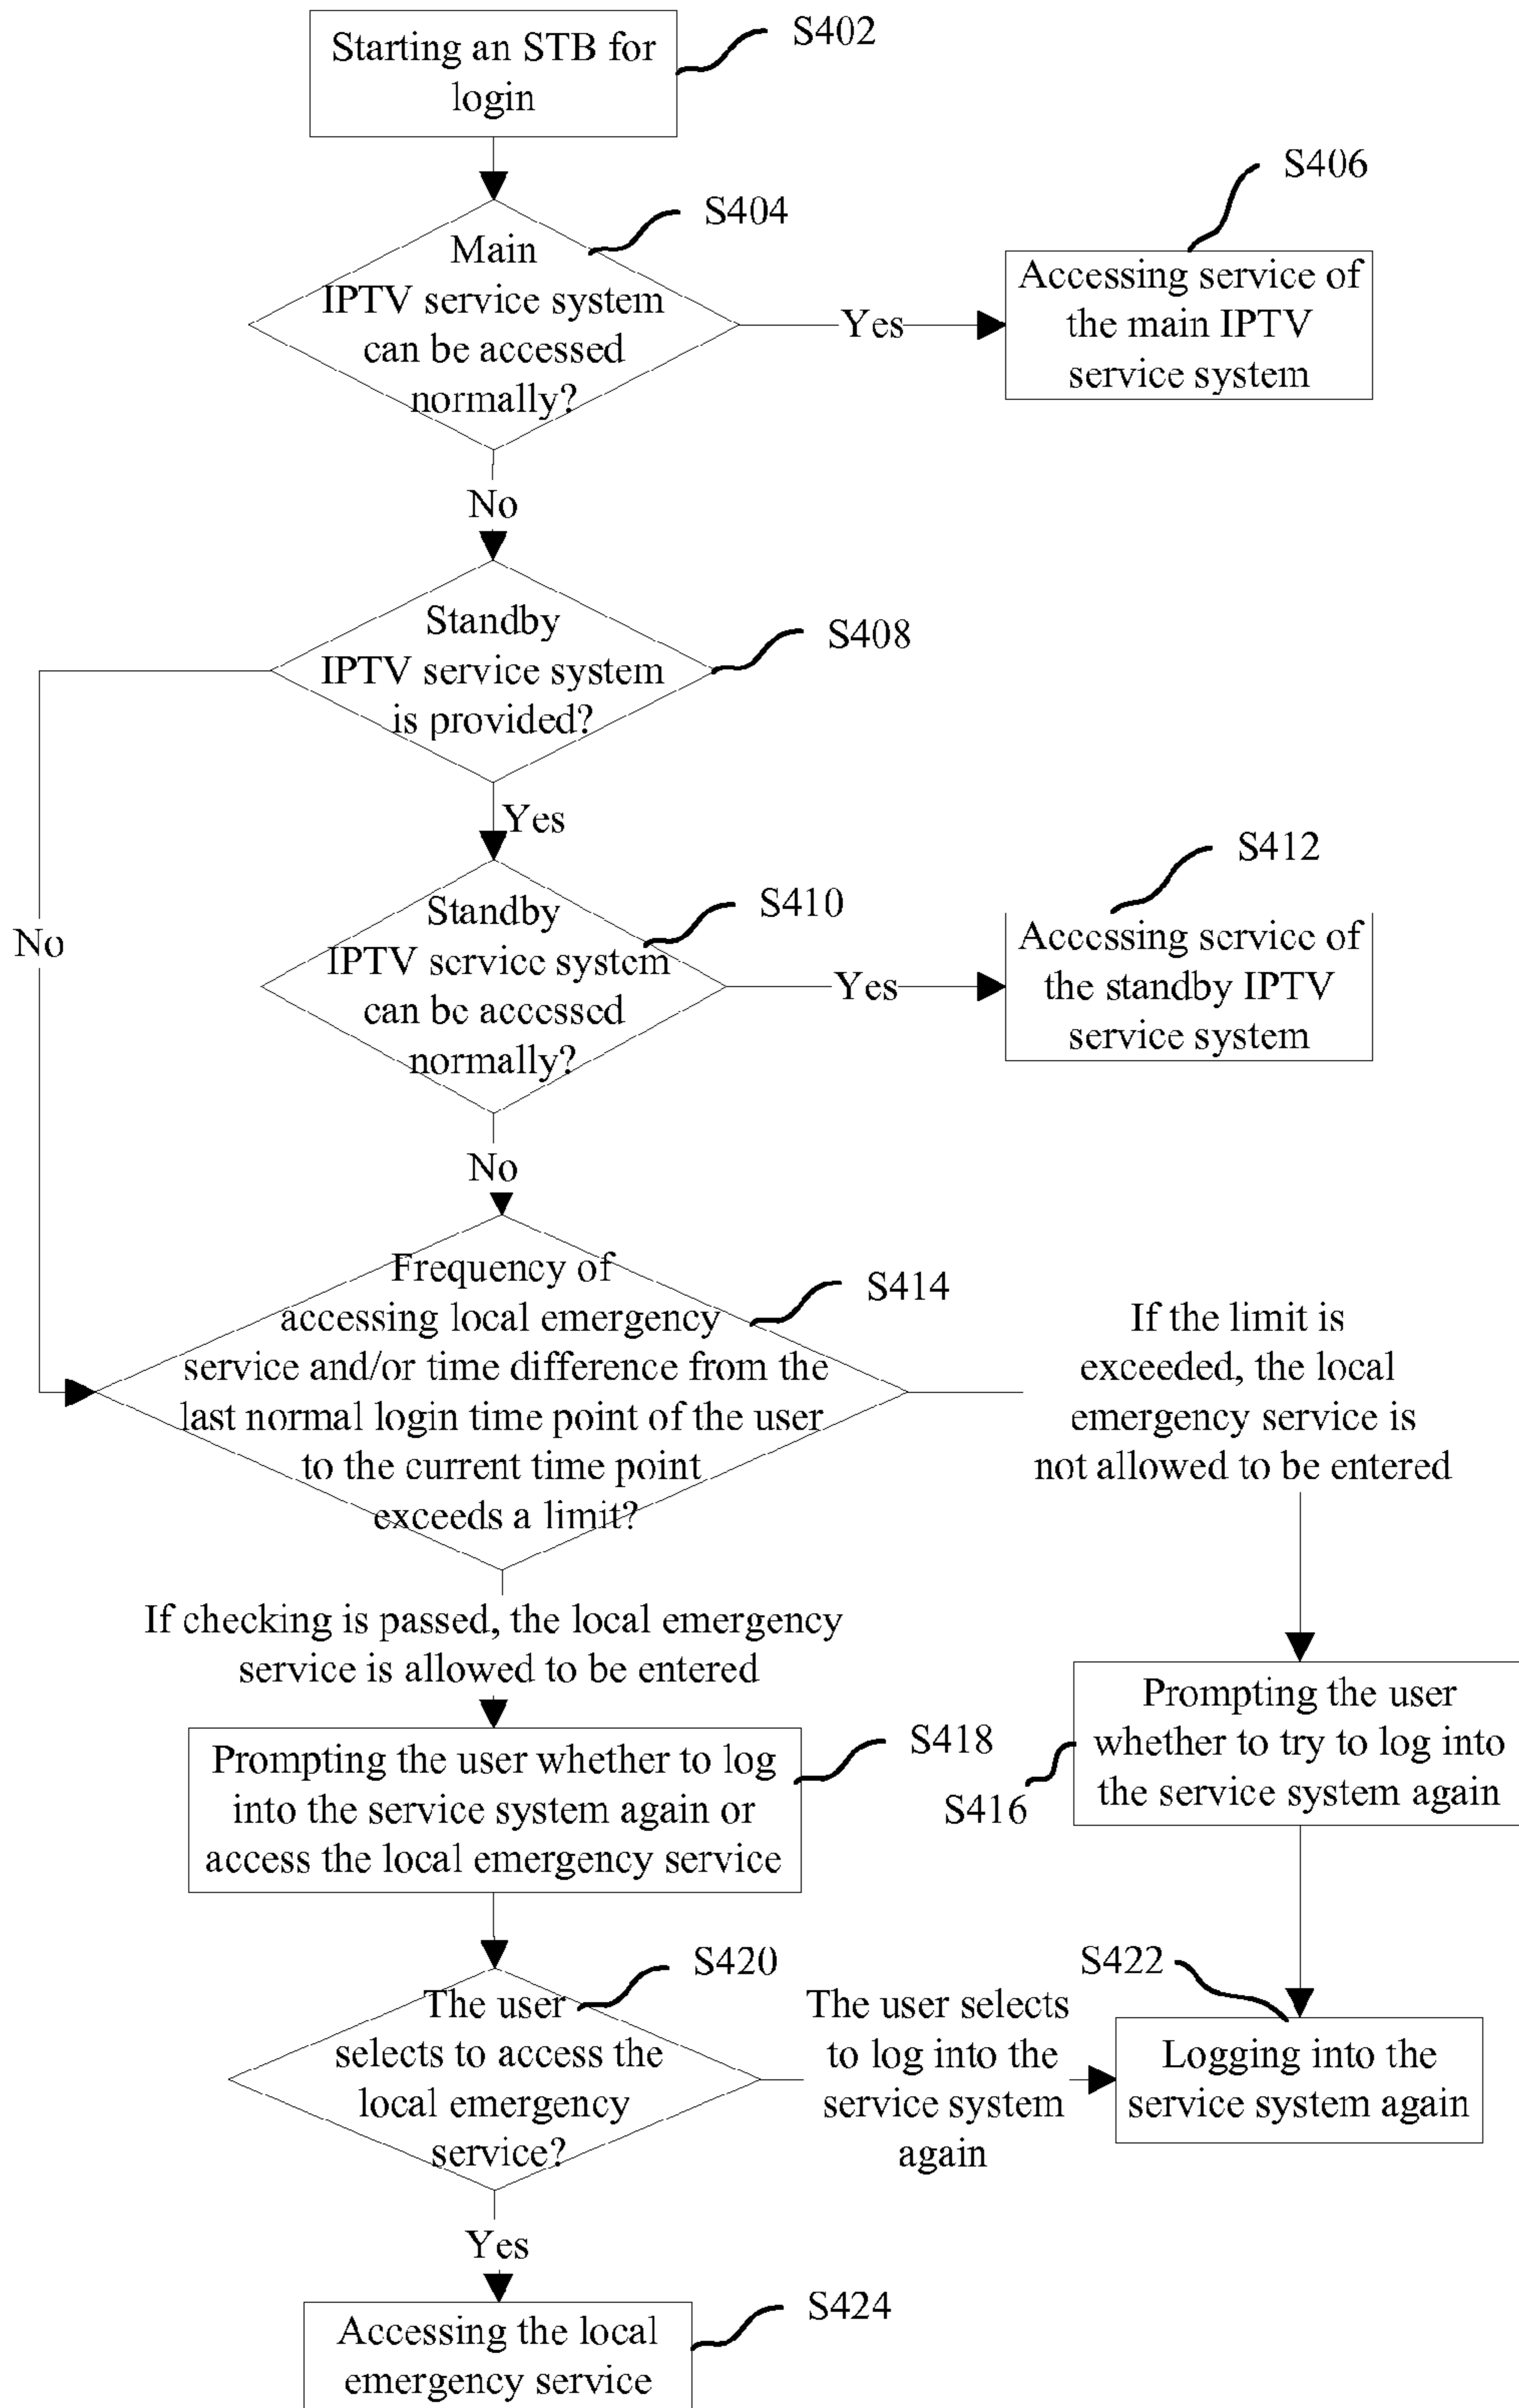 Starting an STB for
login
S402
Main
IPTV service system
can be accessed
normally?
S404
Yes
Accessing service of
the main IPTV
service system
S406
No
Standby
IPTV service system
is provided?
S408
Yes
No
Standby
IPTV service system
can be accessed
normally?
S410
Yes
Accessing service of
the standby IPTV
service system
S412
No
Frequency of
accessing local emergency
service and/or time difference from the
last normal login time point of the user
to the current time point
exceeds a limit?
S414
If the limit is
exceeded, the local
emergency service is
not allowed to be entered
If checking is passed, the local emergency
service is allowed to be entered
Prompting the user whether to log
into the service system again or
access the local emergency service
S418
Prompting the user
whether to try to log into
the service system again
S416
The user
selects to access the
local emergency
service?
S420
The user selects
to log into the
service system
again
S422
Logging into the
service system again
Yes
Accessing the local
emergency service
S424